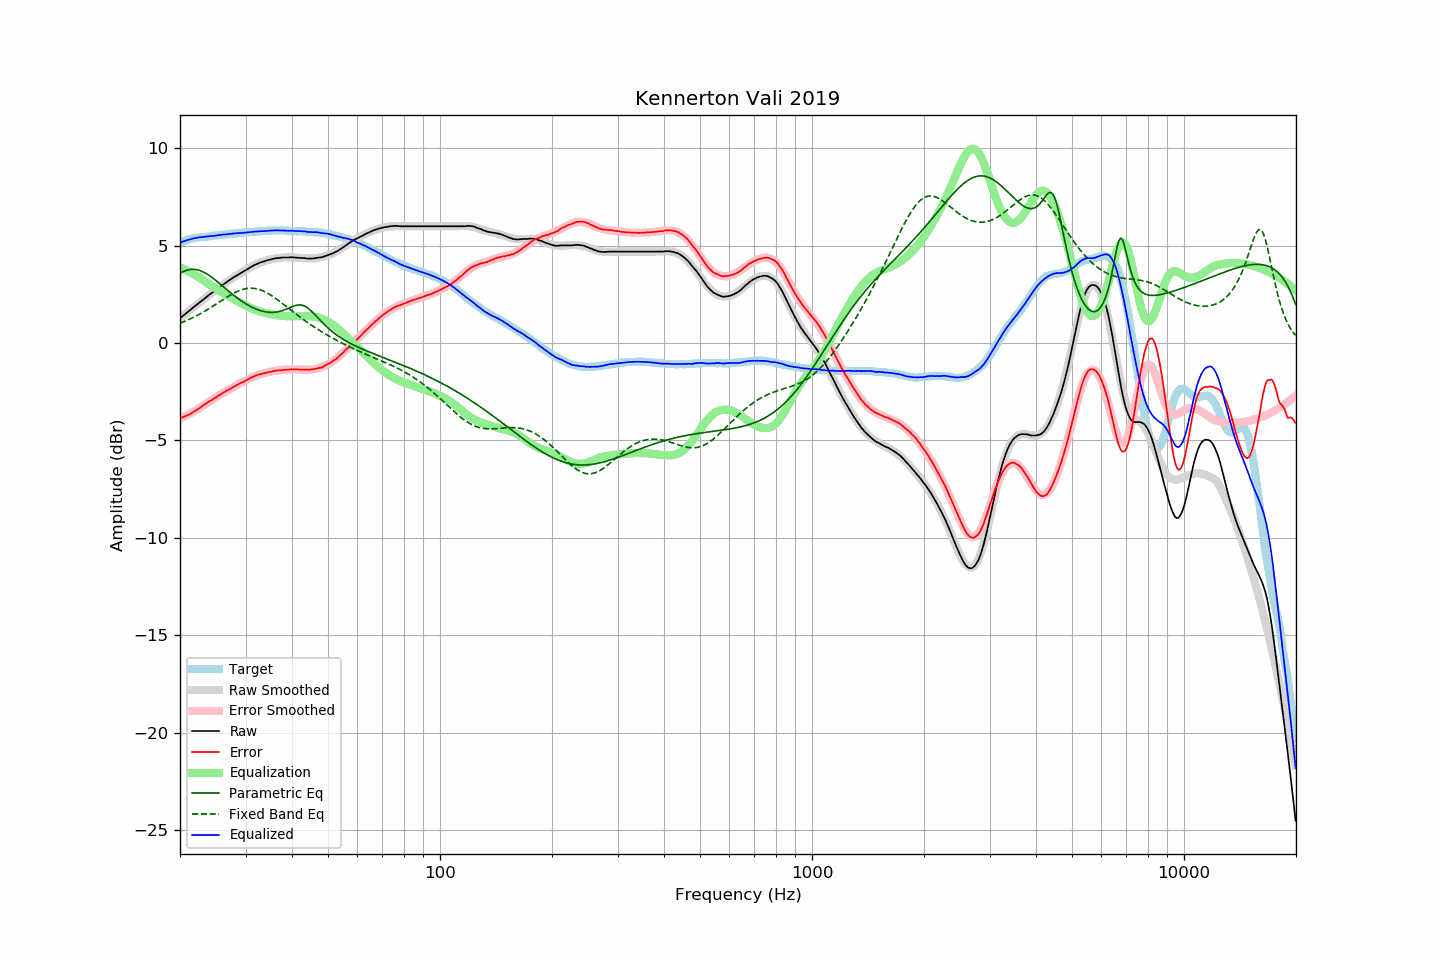 Kennerton Vali 2019
10
5
0
−5
−10
−15
−20
−25
Amplitude (dBr)
Target
Raw Smoothed
Error Smoothed
Raw
Error
Equalization
Parametric Eq
Fixed Band Eq
Equalized
100
1000
10000
Frequency (Hz)